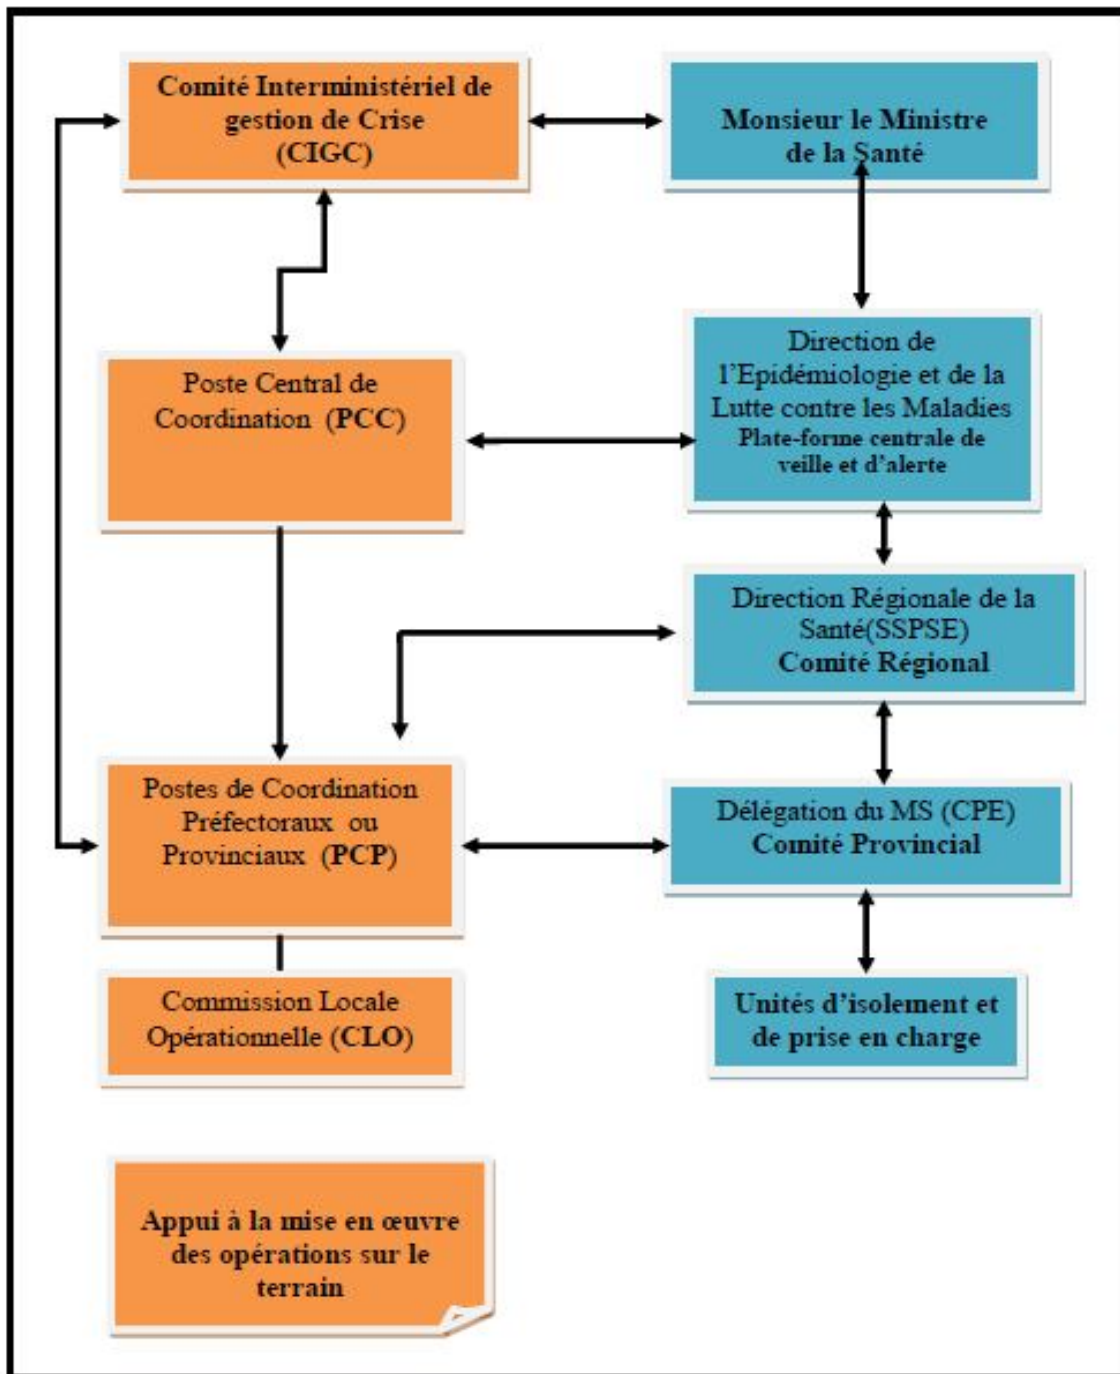 Comité Interministériel de
gestion de Crise
(CIGC)
Monsieur le Ministre
de la Santé
Poste Central de
Coordination (PCC)
Direction de
l'Epidémiologie et de la
Lutte contre les Maladies
Plate-forme centrale de
veille et d'alerte
Direction Régionale de la
Santé(SSPSE)
Comité Régional
Postes de Coordination
Préfectoraux ou
Provinciaux (PCP)
Délégation du MS (CPE)
Comité Provincial
Commission Locale
Opérationnelle (CLO)
Unités d'isolement et
de prise en charge
Appui à la mise en œuvre
des opérations sur le
terrain